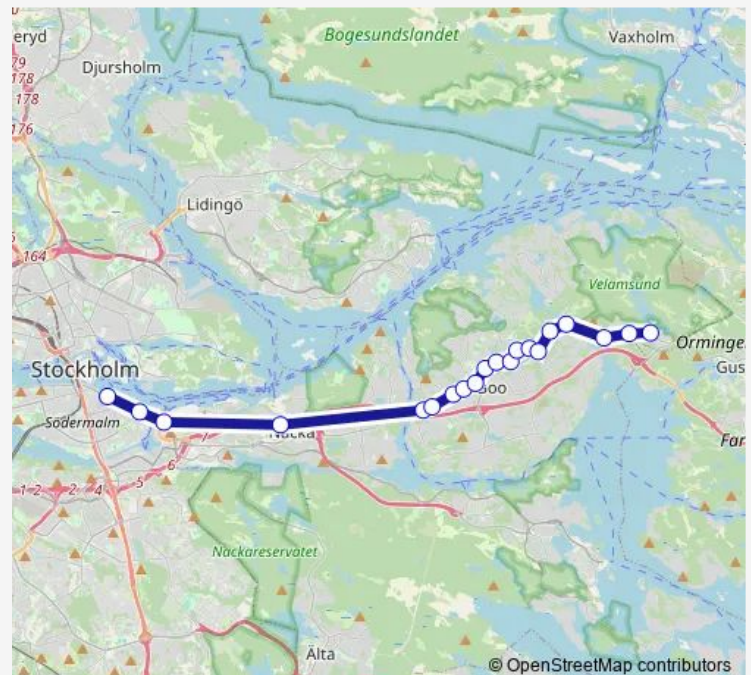 Bogesundslandet
Vaxholm
eryd
Djursholm
79
178
178
176
Lidingö
164
Velamsund
Stockholm
Orminge
Gus
Boo
Södermalm
Nacka
7
6
5
Far
1 2
2
4
Nackareservatet
Älta
© OpenStreetMap contributors